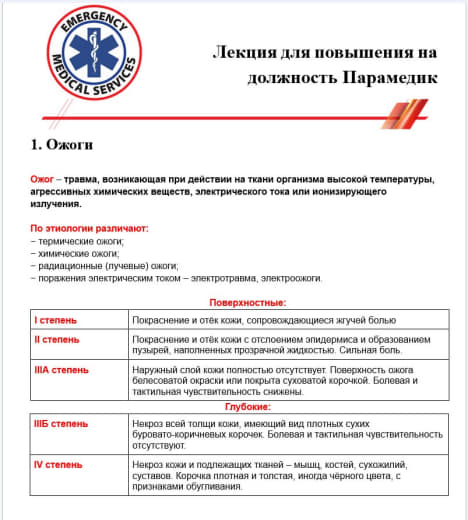 EMERGENCY
MEDICAL SERVICES
Лекция для повышения на
должность Парамедик
1. Ожоги
Ожог – травма, возникающая при действии на ткани организма высокой температуры,
агрессивных химических веществ, электрического тока или ионизирующего
излучения.
По этиологии различают:
– термические ожоги;
– химические ожоги;
– радиационные (лучевые) ожоги;
– поражения электрическим током – электротравма, электроожоги.
Поверхностные:
I степень
Покраснение и отёк кожи, сопровождающиеся жгучей болью
II степень
Покраснение и отёк кожи с отслоением эпидермиса и образованием
пузырей, наполненных прозрачной жидкостью. Сильная боль.
IIIА степень
Наружный слой кожи полностью отсутствует. Поверхность ожога
белесоватой окраски или покрыта суховатой корочкой. Болевая и
тактильная чувствительность снижены.
Глубокие:
IIIБ степень
Некроз всей толщи кожи, имеющий вид плотных сухих
буровато-коричневых корочек. Болевая и тактильная чувствительность
отсутствуют.
IV степень
Некроз кожи и подлежащих тканей – мышц, костей, сухожилий,
суставов. Корочка плотная и толстая, иногда чёрного цвета, с
признаками обугливания.